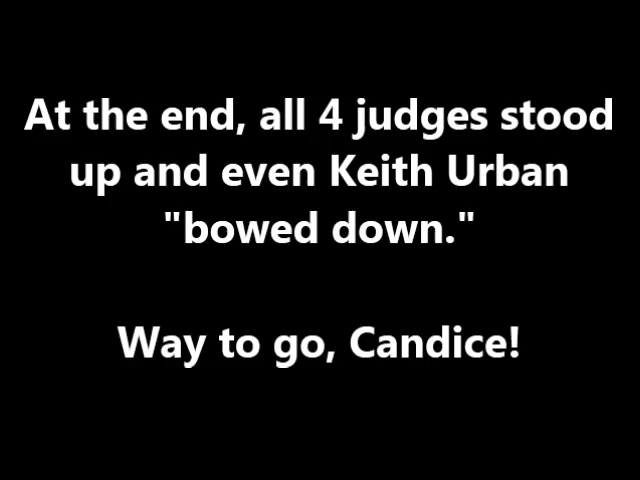 At the end, all 4 judges stood
up and even Keith Urban
"bowed down."
Way to go, Candice!